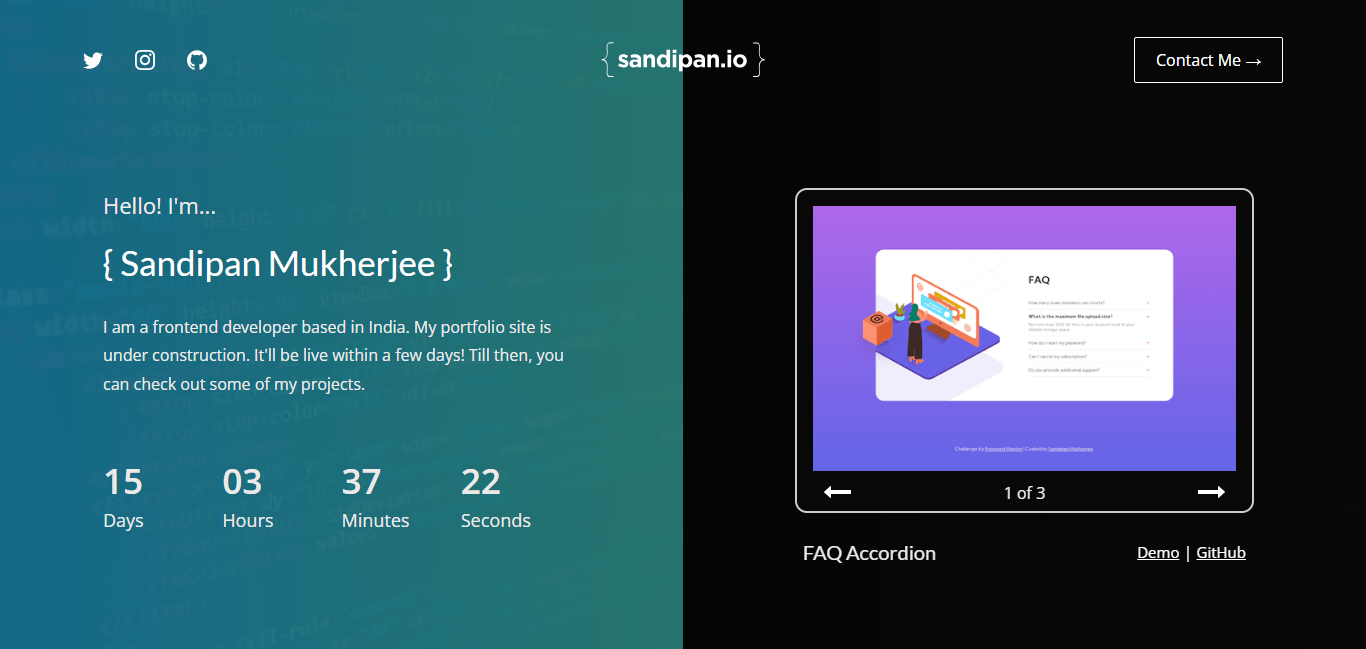 { sandipan.io }
Contact Me →
Hello! I'm...
{ Sandipan Mukherjee }
I am a frontend developer based in India. My portfolio site is
under construction. It'll be live within a few days! Till then, you
can check out some of my projects.
15 03 37 22
Days Hours Minutes Seconds
FAQ
How many team members can I invite?
What is the maximum file upload size?
No more than 2GB. All files in your account must fit your
allotted storage space.
How do I reset my password?
Can I cancel my subscription?
Do you provide additional support?
Challenge by Frontend Mentor | Coded by Sandipan Mukherjee
1 of 3
FAQ Accordion
Demo | GitHub